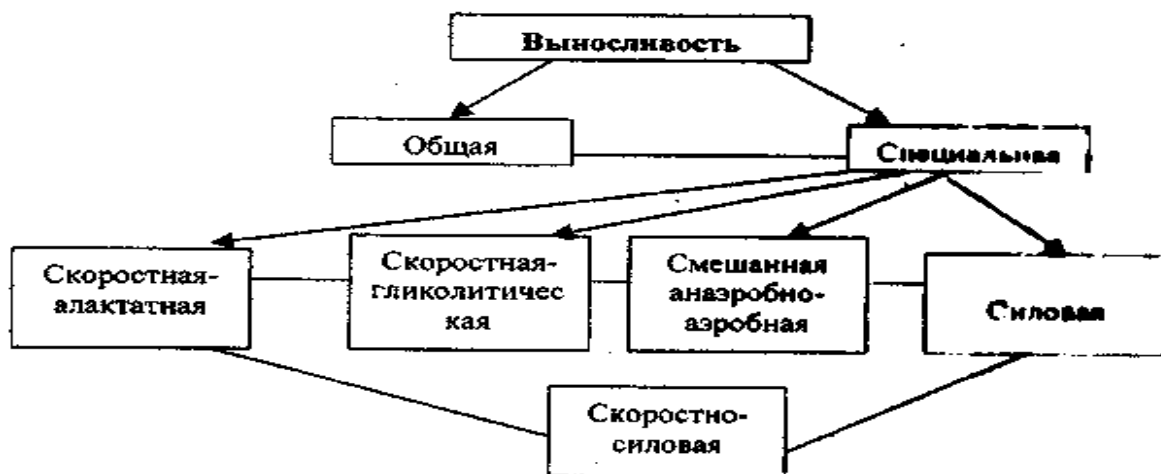 Выносливость
Общая
Специальная
Скоростная-
алактатная
Скоростная-
гликолитичес
кая
Смешанная
анаэробно-
аэробная
Силовая
Скоростно-
силовая